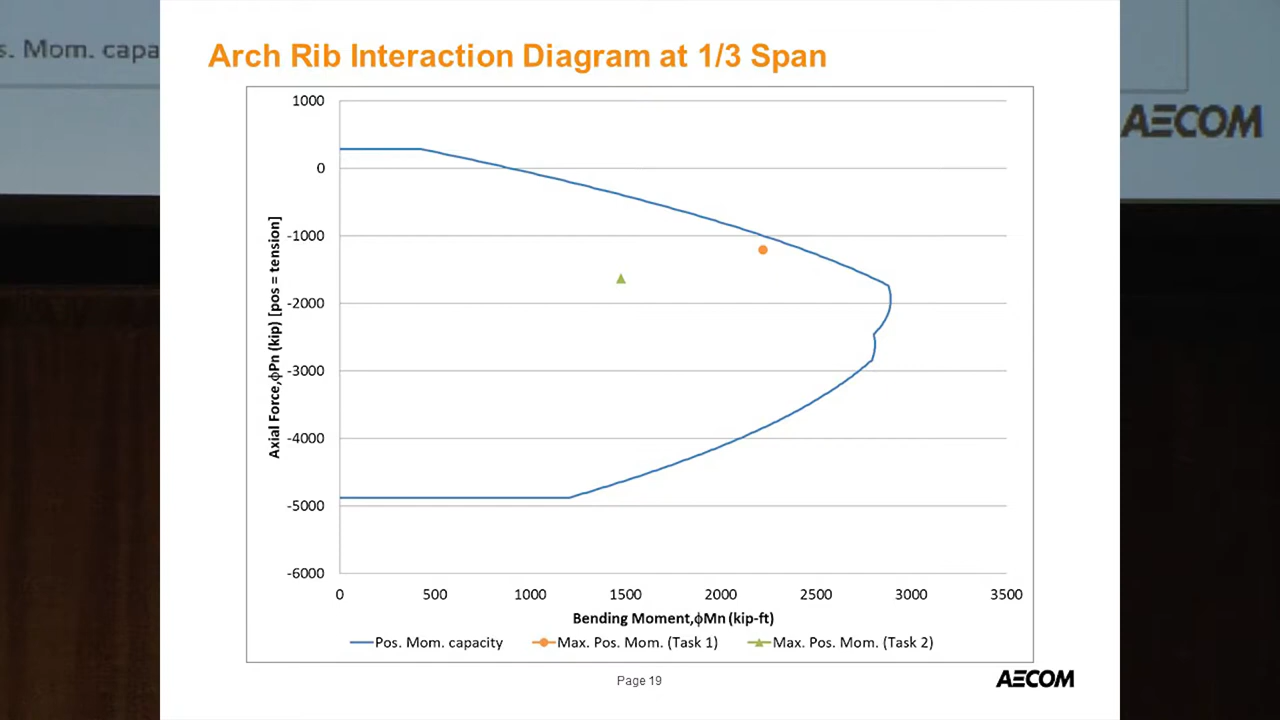 s. Mom. capa
AECOM
Arch Rib Interaction Diagram at 1/3 Span
1000
0
-1000
-2000
-3000
-4000
-5000
-6000
Axial Force,ϕPn (kip) [pos = tension]
0 500 1000 1500 2000 2500 3000 3500
Bending Moment,ϕMn (kip-ft)
Pos. Mom. capacity Max. Pos. Mom. (Task 1) Max. Pos. Mom. (Task 2)
Page 19
AECOM